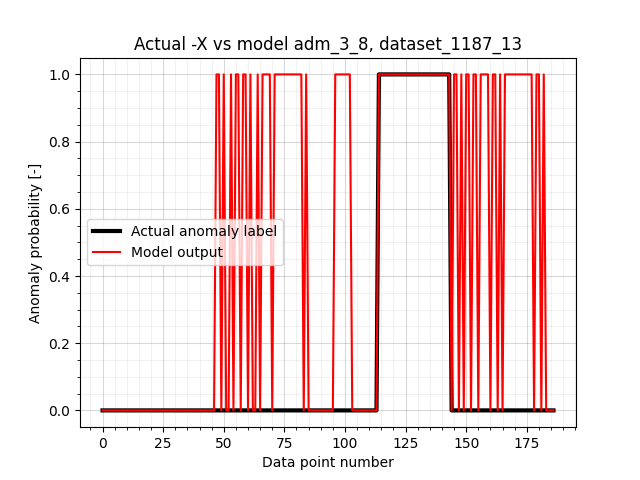 Actual -X vs model adm_3_8, dataset_1187_13
Anomaly probability [-]
1.0
0.8
0.6
0.4
0.2
0.0
Actual anomaly label
Model output
0 25 50 75 100 125 150 175
Data point number